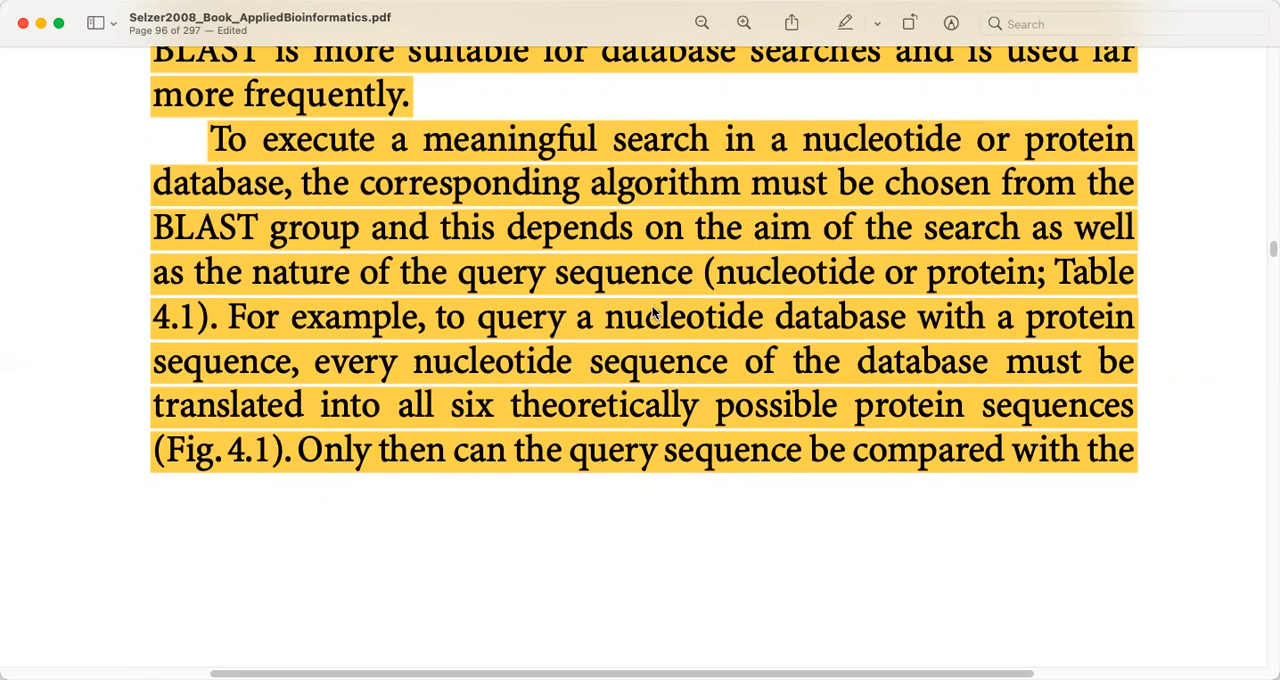 Selzer2008_Book_AppliedBioinformatics.pdf
Page 96 of 297 — Edited
Search
BLAST is more suitable for database searches and is used far
more frequently.
To execute a meaningful search in a nucleotide or protein
database, the corresponding algorithm must be chosen from the
BLAST group and this depends on the aim of the search as well
as the nature of the query sequence (nucleotide or protein; Table
4.1). For example, to query a nucleotide database with a protein
sequence, every nucleotide sequence of the database must be
translated into all six theoretically possible protein sequences
(Fig. 4.1). Only then can the query sequence be compared with the